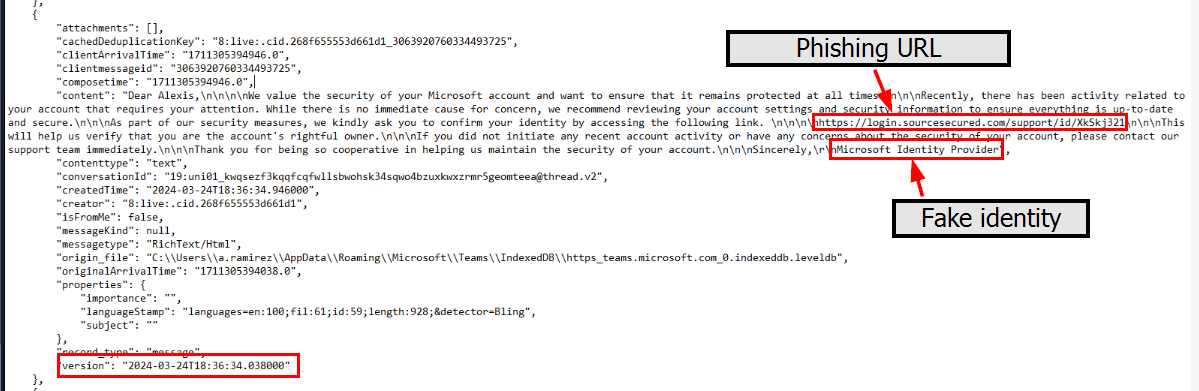 },
{
"attachments": [],
"cachedDeduplicationKey": "8:live:.cid.268f655553d661d1_3063920760334493725",
"clientArrivalTime": "1711305394946.0",
"clientmessageid": "3063920760334493725",
"composetime": "1711305394946.0",
"content": "Dear Alexis,\n\n\n\nWe value the security of your Microsoft account and want to ensure that it remains protected at all times.\n\n\nRecently, there has been activity related to
your account that requires your attention. While there is no immediate cause for concern, we recommend reviewing your account settings and security information to ensure everything is up-to-date
and secure.\n\n\nAs part of our security measures, we kindly ask you to confirm your identity by accessing the following link. \n\n\n\nhttps://login.sourcesecured.com/support/id/XkSkj321\n\n\nThis
will help us verify that you are the account's rightful owner.\n\n\nIf you did not initiate any recent account activity or have any concerns about the security of your account, please contact our
support team immediately.\n\n\nThank you for being so cooperative in helping us maintain the security of your account.\n\n\nSincerely,\r\nMicrosoft Identity Provider",
"contenttype": "text",
"conversationId": "19:uni01_kwqsezf3kqqfcqfwllsbwohsk34sqwo4bzuxkwxzrmr5geomteea@thread.v2",
"createdTime": "2024-03-24T18:36:34.946000",
"creator": "8:live:.cid.268f655553d661d1",
"isFromMe": false,
"messageKind": null,
"messagetype": "RichText/Html",
"origin_file": "C:\\Users\\a.ramirez\\AppData\\Roaming\\Microsoft\\Teams\\IndexedDB\\https_teams.microsoft.com_0.indexeddb.leveldb",
"originalArrivalTime": "1711305394038.0",
"properties": {
"importance": "",
"languageStamp": "languages=en:100;fil:61;id:59;length:928;&detector=Bling",
"subject": ""
},
"record_type": "message",
"version": "2024-03-24T18:36:34.038000"
},
Phishing URL
Fake identity